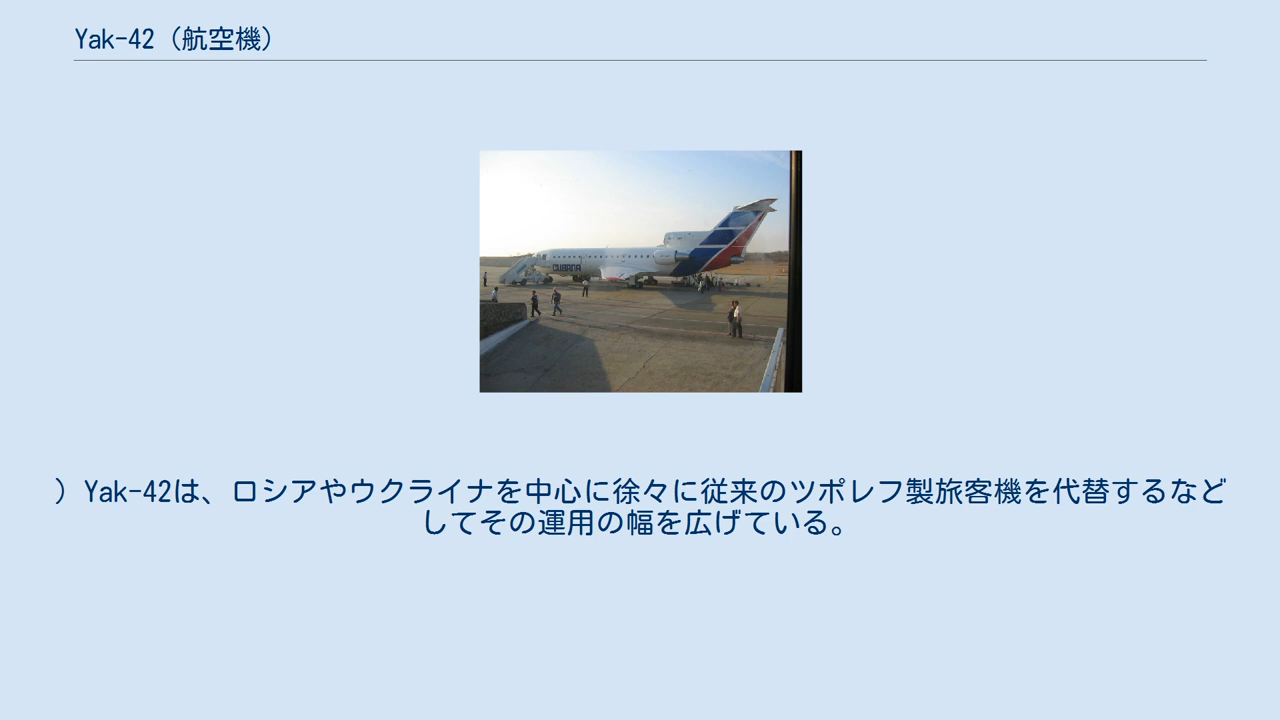 Yak-42（航空機）
CUBANA
）Yak-42は、ロシアやウクライナを中心に徐々に従来のツポレフ製旅客機を代替するなど
してその運用の幅を広げている。